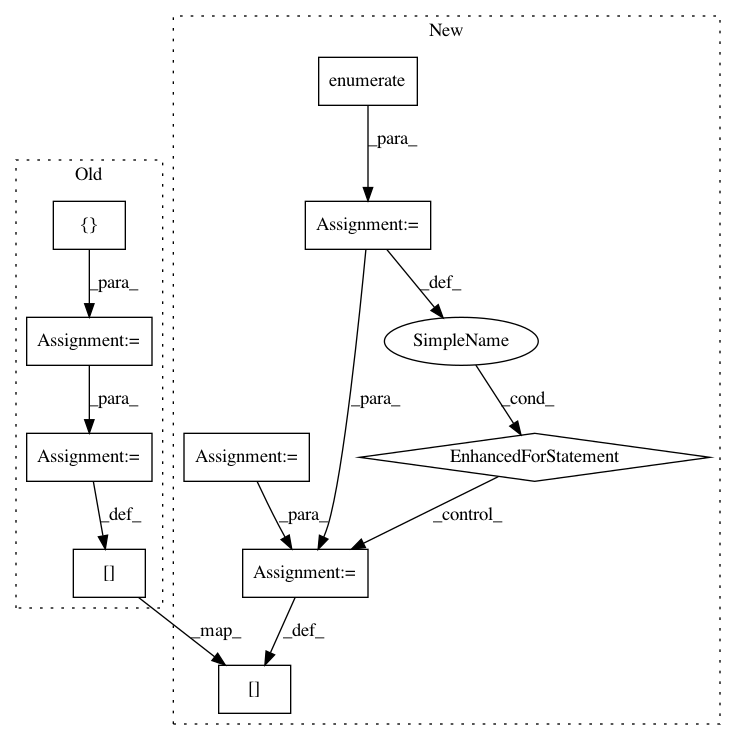 New
enumerate
_para_
Old
{}
Assignment:=
_para_
_def_
Assignment:=
SimpleName
_para_
_para_
_cond_
Assignment:=
Assignment:=
EnhancedForStatement
_def_
_para_
_control_
[]
Assignment:=
_map_
_def_
[]